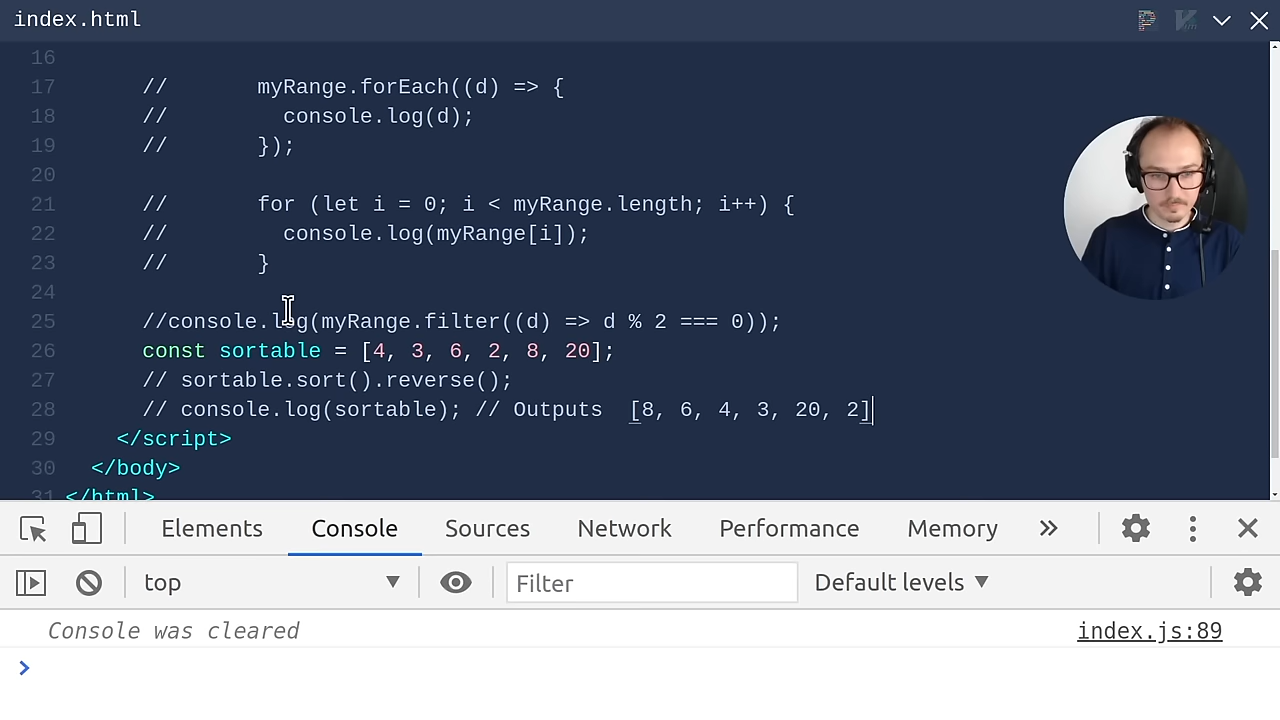 index.html
16
17 // myRange.forEach((d) => {
18 // console.log(d);
19 // });
20
21 // for (let i = 0; i < myRange.length; i++) {
22 // console.log(myRange[i]);
23 // }
24
25 //console.log(myRange.filter((d) => d % 2 === 0));
26 const sortable = [4, 3, 6, 2, 8, 20];
27 // sortable.sort().reverse();
28 // console.log(sortable); // Outputs [8, 6, 4, 3, 20, 2]
29 </script>
30 </body>
31 </html>
Elements Console Sources Network Performance Memory
top Filter Default levels
Console was cleared index.js:89